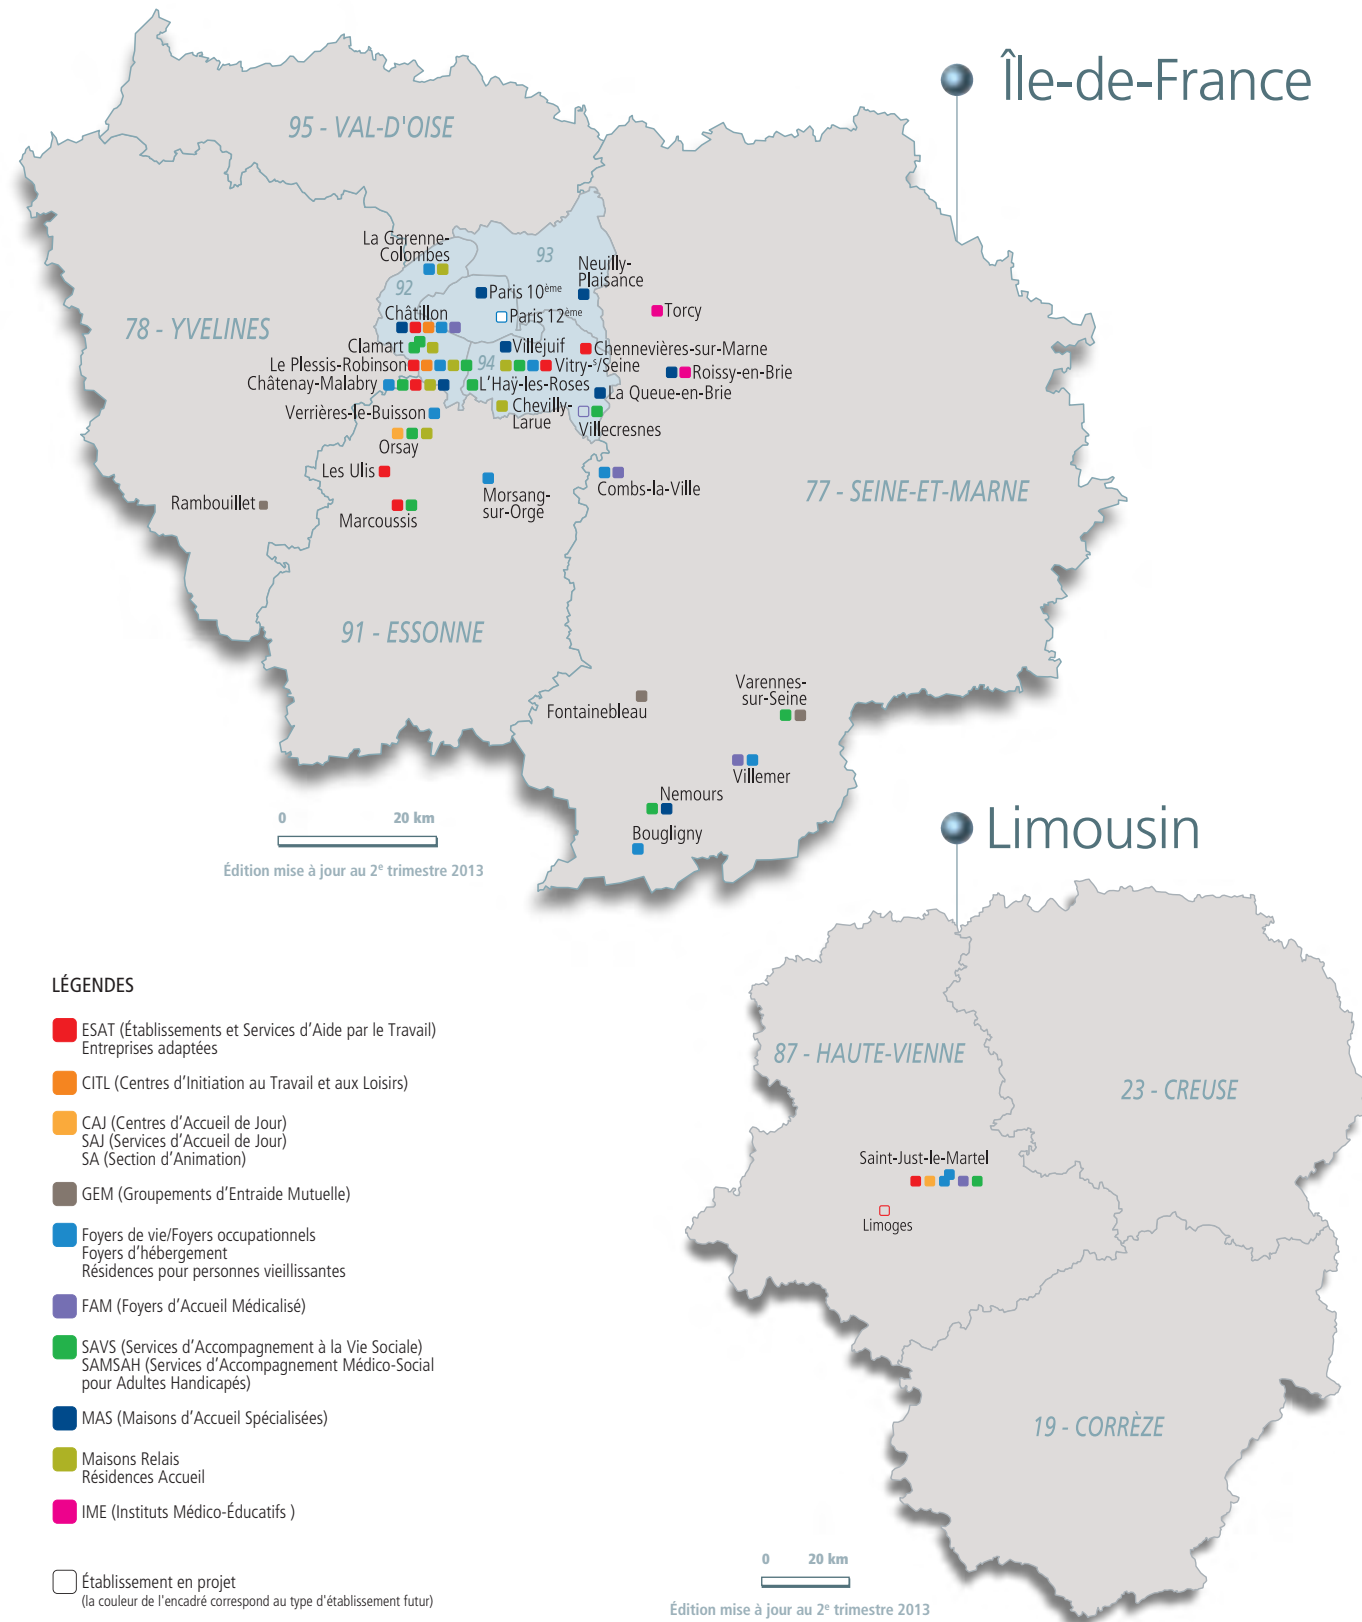 Île-de-France
95 - VAL-D'OISE
La Garenne-
Colombes
93
92
Neuilly-
Plaisance
Paris 10ème
Paris 12ème
Torcy
78 - YVELINES
Châtillon
Clamart
Villejuif
Chennevières-sur-Marne
Le Plessis-Robinson
94
Vitry-s/Seine
Roissy-en-Brie
Châtenay-Malabry
L'Haÿ-les-Roses
La Queue-en-Brie
Verrières-le-Buisson
Chevilly-
Larue
Villecresnes
Orsay
Les Ulis
Morsang-
sur-Orge
Combs-la-Ville
77 - SEINE-ET-MARNE
Rambouillet
Marcoussis
91 - ESSONNE
Fontainebleau
Varennes-
sur-Seine
Villemer
Nemours
Bougligny
0 20 km
Édition mise à jour au 2e trimestre 2013
Limousin
87 - HAUTE-VIENNE
23 - CREUSE
Saint-Just-le-Martel
Limoges
19 - CORRÈZE
0 20 km
Édition mise à jour au 2e trimestre 2013
LÉGENDES
ESAT (Établissements et Services d'Aide par le Travail)
Entreprises adaptées
CITL (Centres d'Initiation au Travail et aux Loisirs)
CAJ (Centres d'Accueil de Jour)
SAJ (Services d'Accueil de Jour)
SA (Section d'Animation)
GEM (Groupements d'Entraide Mutuelle)
Foyers de vie/Foyers occupationnels
Foyers d'hébergement
Résidences pour personnes vieillissantes
FAM (Foyers d'Accueil Médicalisé)
SAVS (Services d'Accompagnement à la Vie Sociale)
SAMSAH (Services d'Accompagnement Médico-Social
pour Adultes Handicapés)
MAS (Maisons d'Accueil Spécialisées)
Maisons Relais
Résidences Accueil
IME (Instituts Médico-Éducatifs )
Établissement en projet
(la couleur de l'encadré correspond au type d'établissement futur)